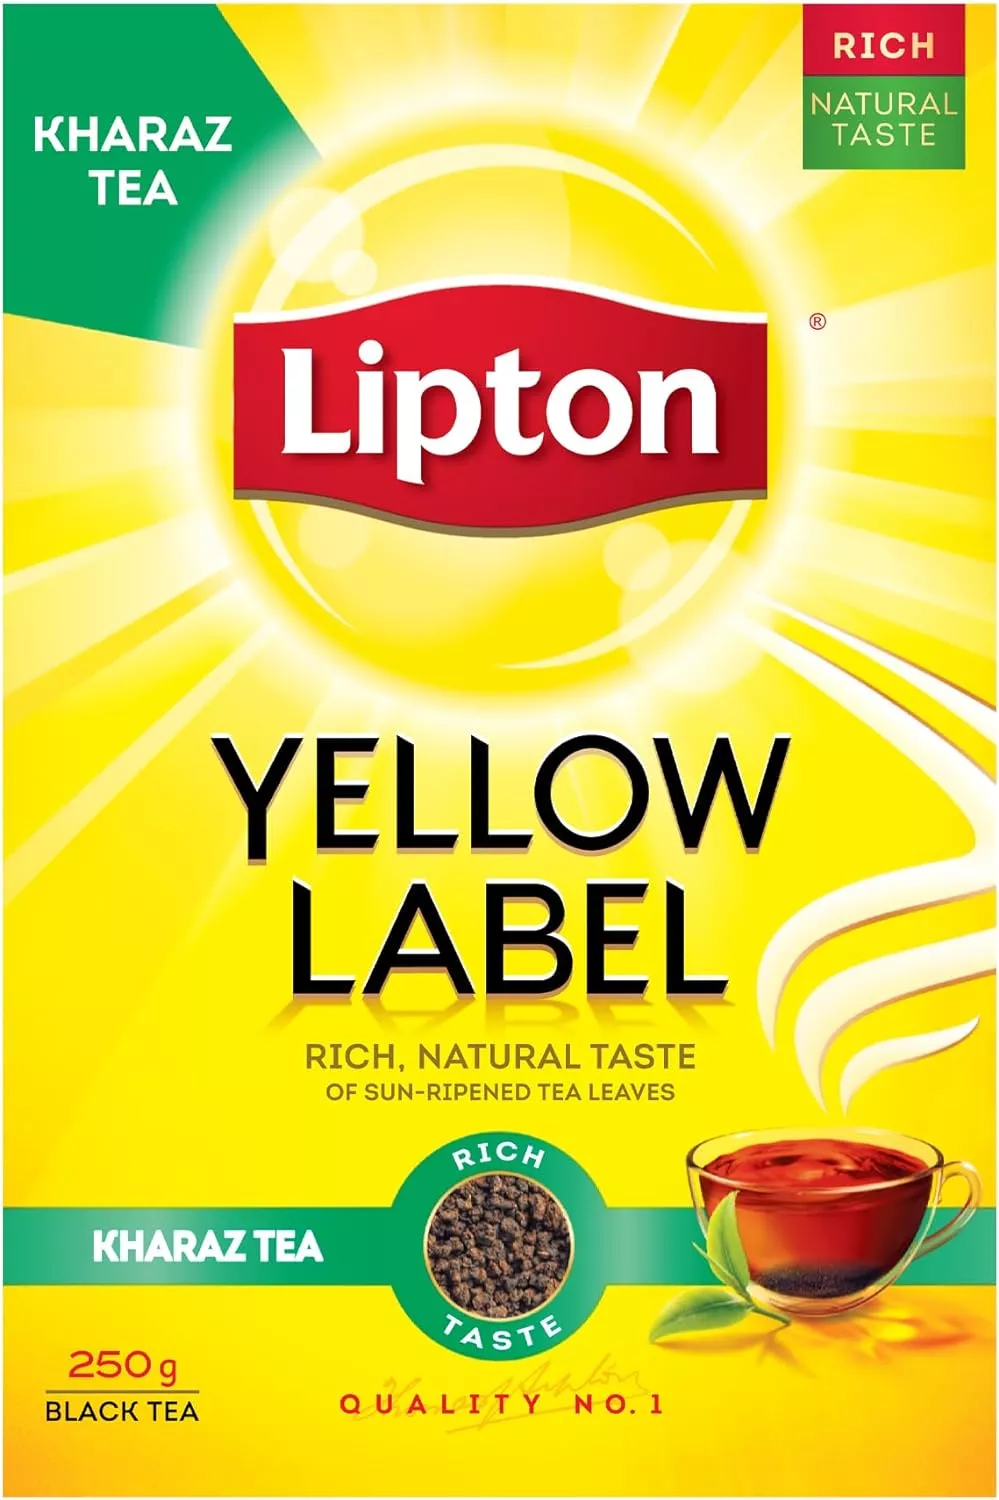 KHARAZ
TEA
RICH
NATURAL
TASTE
Lipton
®
YELLOW
LABEL
RICH, NATURAL TASTE
OF SUN-RIPENED TEA LEAVES
RICH
KHARAZ TEA
TASTE
250 g
BLACK TEA
QUALITY NO. 1